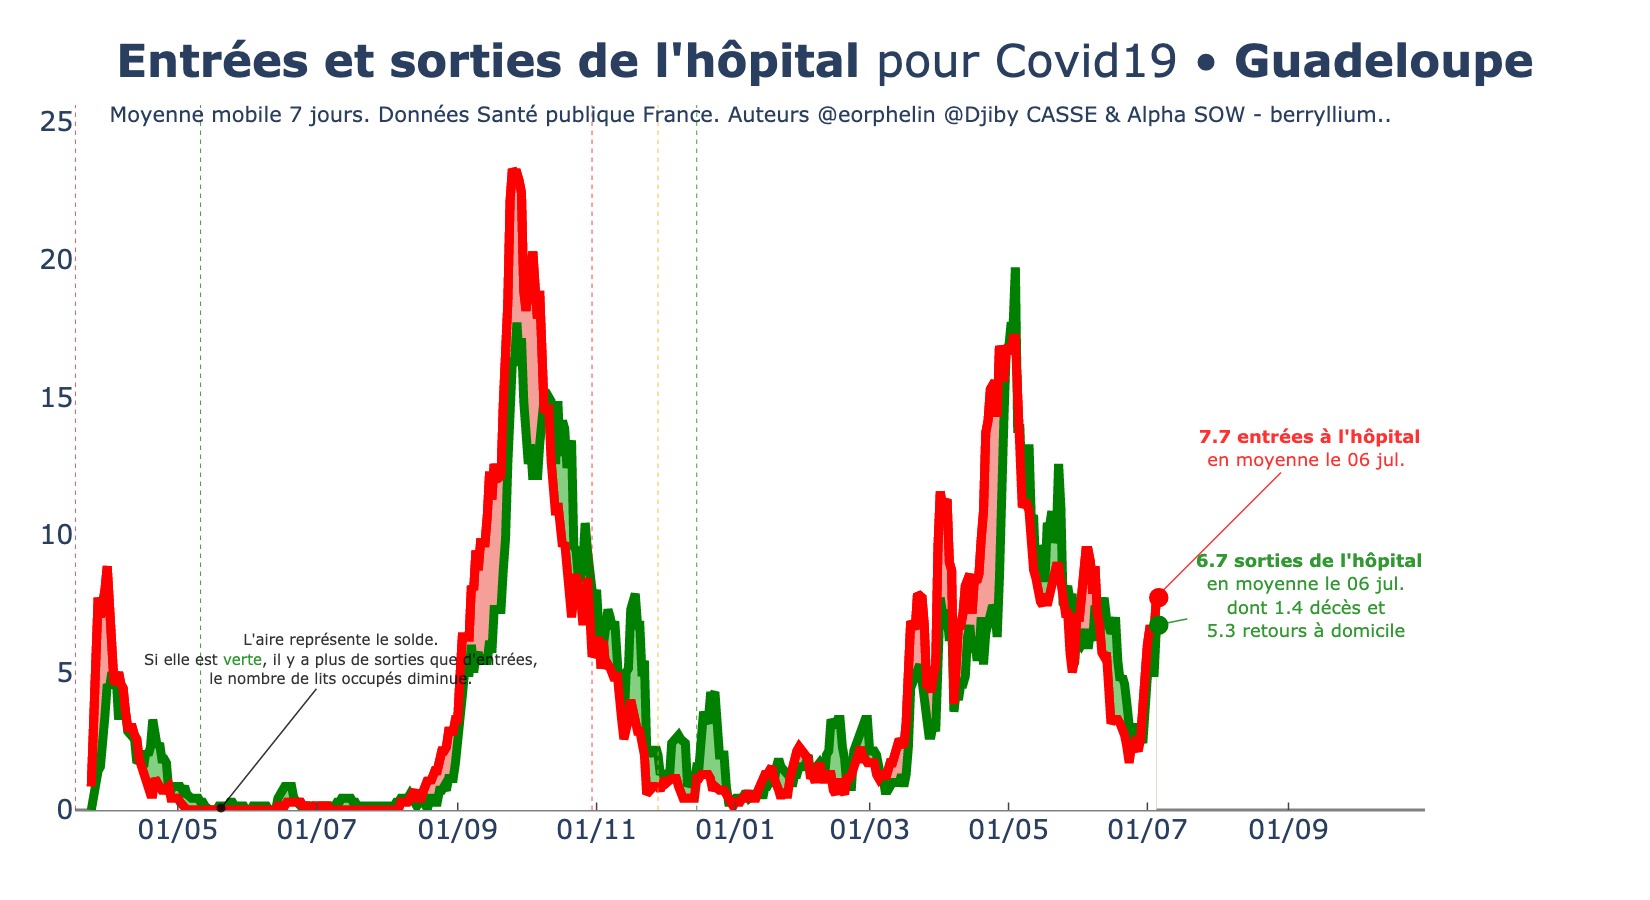 Entrées et sorties de l'hôpital pour Covid19 • Guadeloupe
Moyenne mobile 7 jours. Données Santé publique France. Auteurs @eorphelin @Djiby CASSE & Alpha SOW - berryllium..
25
20
15
10
5
0
7.7 entrées à l'hôpital
en moyenne le 06 jul.
6.7 sorties de l'hôpital
en moyenne le 06 jul.
dont 1.4 décès et
5.3 retours à domicile
L'aire représente le solde.
Si elle est verte, il y a plus de sorties que d'entrées,
le nombre de lits occupés diminue.
01/05 01/07 01/09 01/11 01/01 01/03 01/05 01/07 01/09